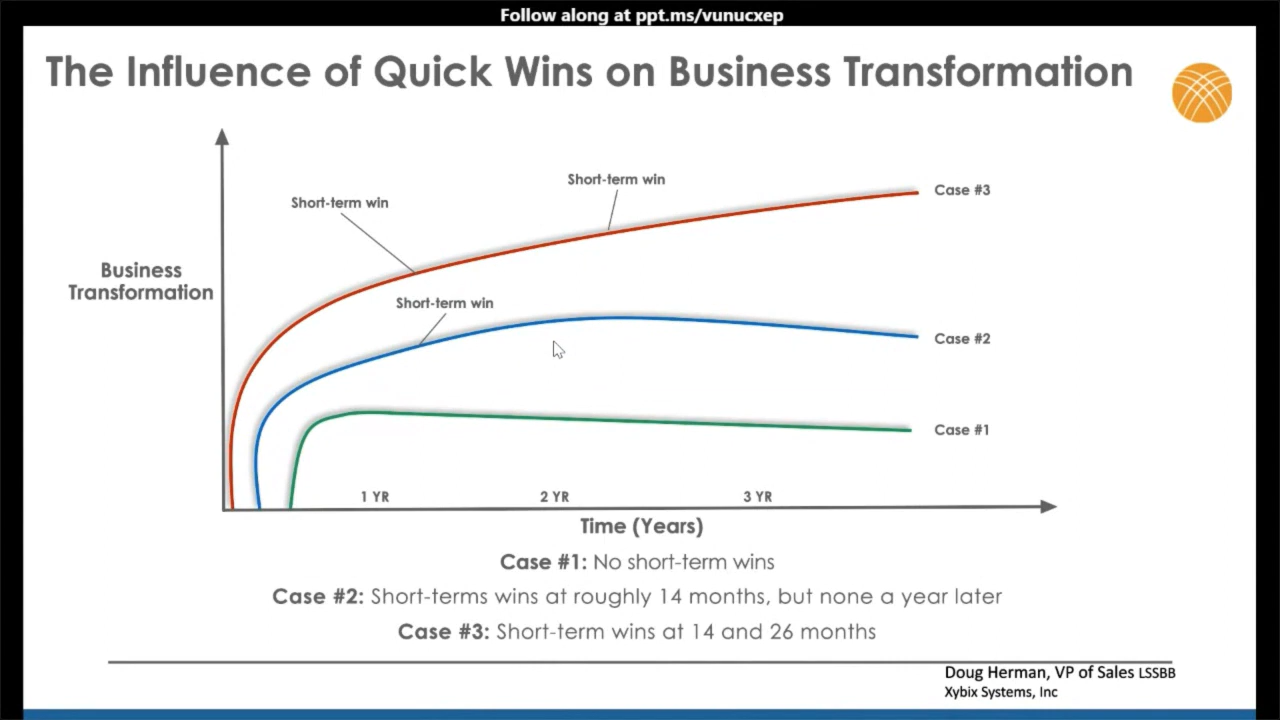 Follow along at ppt.ms/vunucxep
The Influence of Quick Wins on Business Transformation
Short-term win
Short-term win
Case #3
Business
Transformation
Short-term win
Case #2
Case #1
1 YR
2 YR
3 YR
Time (Years)
Case #1: No short-term wins
Case #2: Short-terms wins at roughly 14 months, but none a year later
Case #3: Short-term wins at 14 and 26 months
Doug Herman, VP of Sales LSSBB
Xybix Systems, Inc